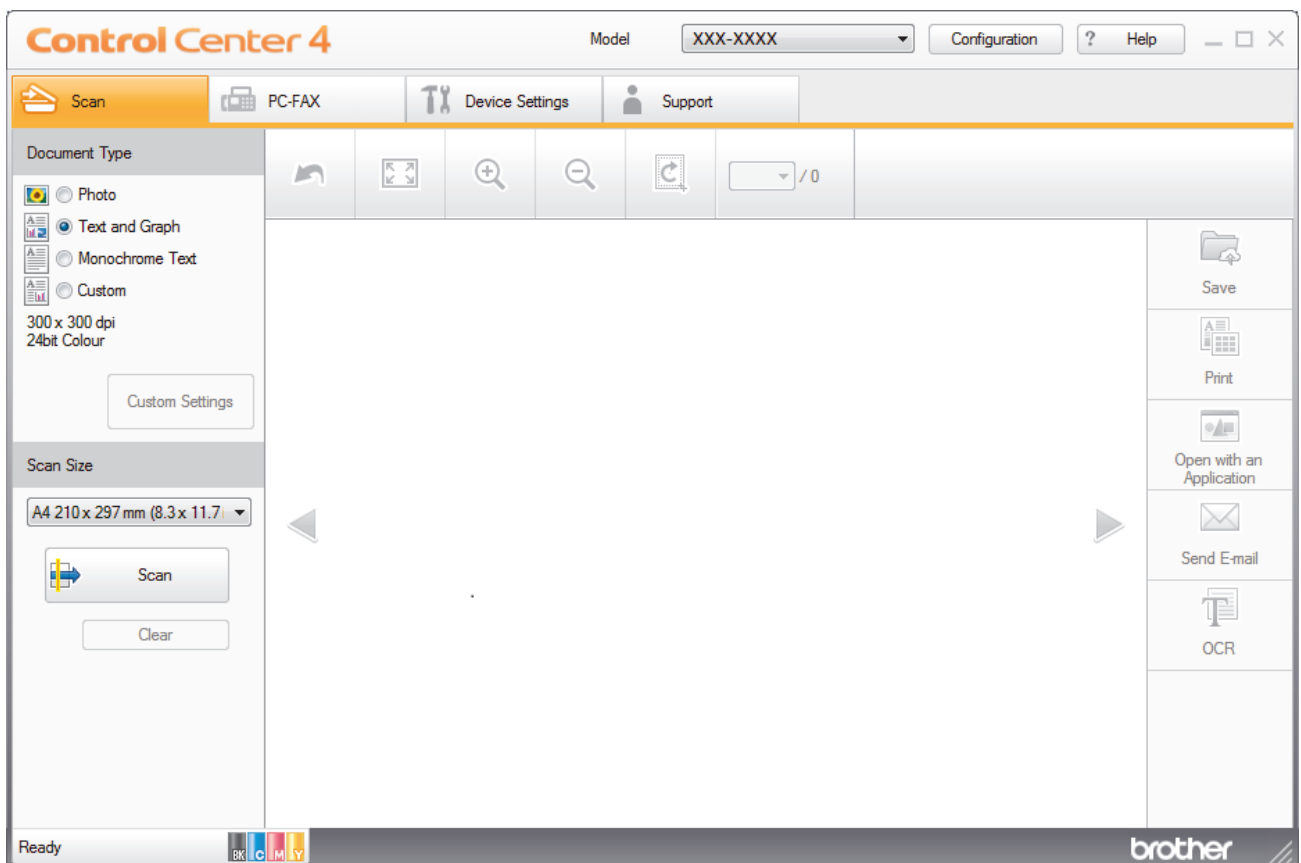 Control Center 4
Model XXX-XXXX Configuration ? Help
Scan PC-FAX Device Settings Support
Document Type
Photo
Text and Graph
Monochrome Text
Custom
300 x 300 dpi
24bit Colour
Custom Settings
Scan Size
A4 210 x 297 mm (8.3 x 11.7
Scan
Clear
/ 0
Save
Print
Open with an
Application
Send E-mail
OCR
Ready
BK C M Y
brother